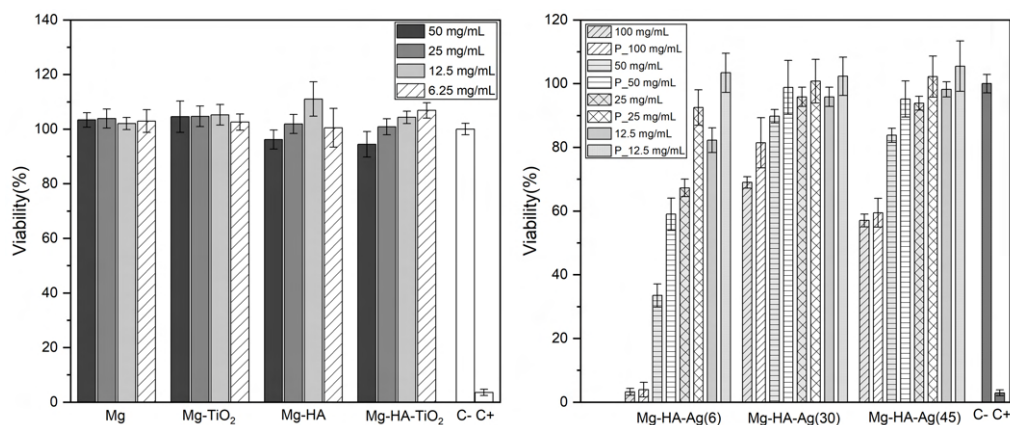 140
120
100
80
60
40
20
0
Viability(%)
50 mg/mL
25 mg/mL
12.5 mg/mL
6.25 mg/mL
Mg
Mg-TiO₂
Mg-HA
Mg-HA-TiO₂
C- C+
120
100
80
60
40
20
0
Viability(%)
100 mg/mL
P_100 mg/mL
50 mg/mL
P_50 mg/mL
25 mg/mL
P_25 mg/mL
12.5 mg/mL
P_12.5 mg/mL
Mg-HA-Ag(6)
Mg-HA-Ag(30)
Mg-HA-Ag(45)
C- C+